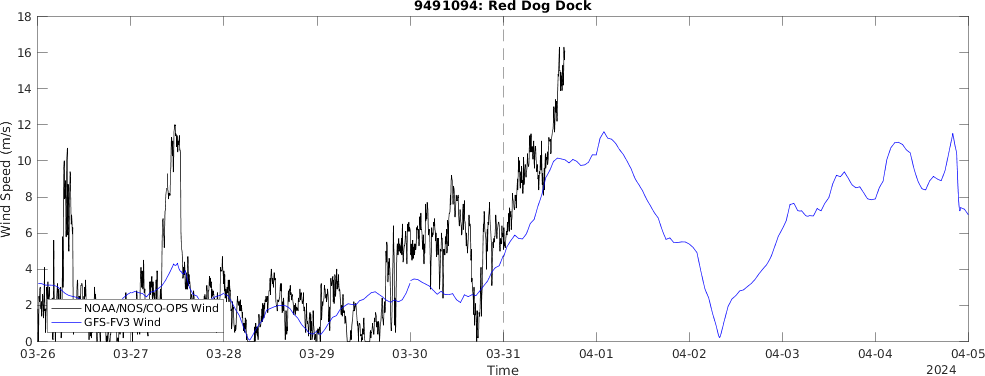 9491094: Red Dog Dock
Wind Speed (m/s)
18
16
14
12
10
8
6
4
2
0
NOAA/NOS/CO-OPS Wind
GFS-FV3 Wind
03-26 03-27 03-28 03-29 03-30 03-31 04-01 04-02 04-03 04-04 04-05
Time
2024